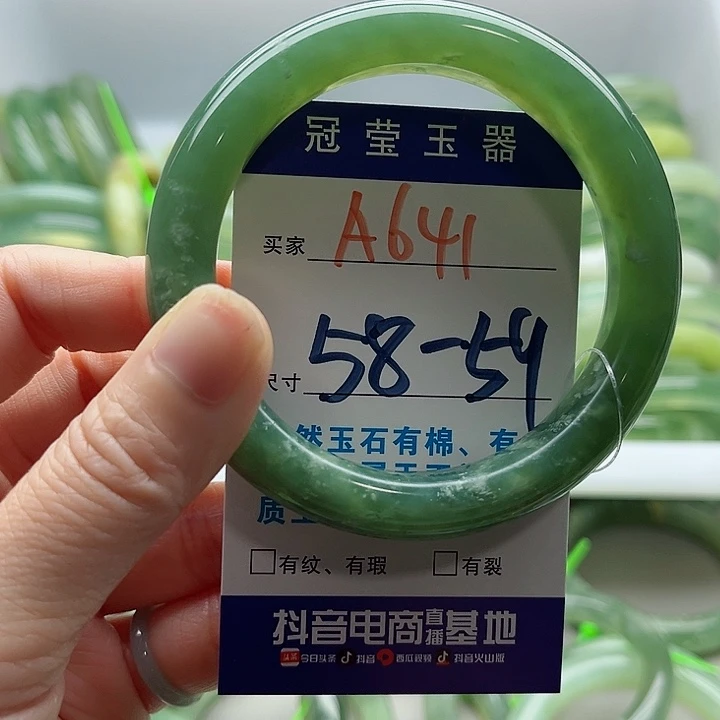 冠莹玉器
买家 A641
尺寸 58-59
然玉石有棉、有
质
□有纹、有瑕 □有裂
抖音电商直播基地
今日头条 抖音 西瓜视频 抖音火山版